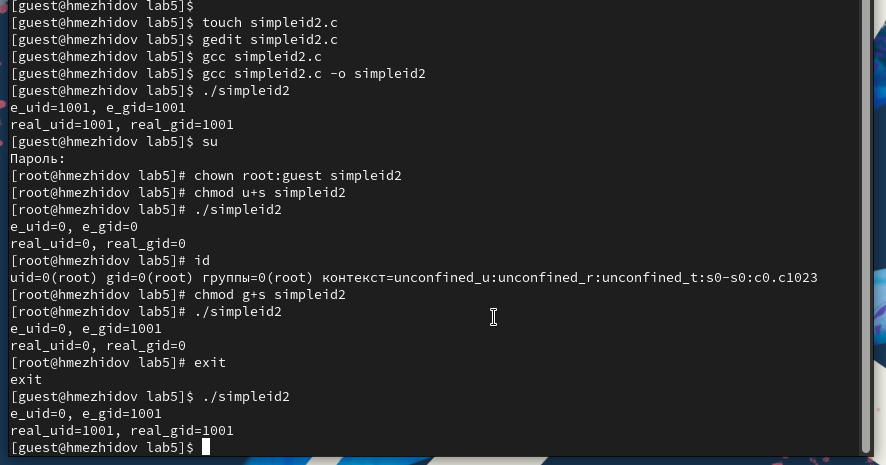 [guest@hmezhidov lab5]$
[guest@hmezhidov lab5]$ touch simpleid2.c
[guest@hmezhidov lab5]$ gedit simpleid2.c
[guest@hmezhidov lab5]$ gcc simpleid2.c
[guest@hmezhidov lab5]$ gcc simpleid2.c -o simpleid2
[guest@hmezhidov lab5]$ ./simpleid2
e_uid=1001, e_gid=1001
real_uid=1001, real_gid=1001
[guest@hmezhidov lab5]$ su
Пароль:
[root@hmezhidov lab5]# chown root:guest simpleid2
[root@hmezhidov lab5]# chmod u+s simpleid2
[root@hmezhidov lab5]# ./simpleid2
e_uid=0, e_gid=0
real_uid=0, real_gid=0
[root@hmezhidov lab5]# id
uid=0(root) gid=0(root) группы=0(root) контекст=unconfined_u:unconfined_r:unconfined_t:s0-s0:c0.c1023
[root@hmezhidov lab5]# chmod g+s simpleid2
[root@hmezhidov lab5]# ./simpleid2
e_uid=0, e_gid=1001
real_uid=0, real_gid=0
[root@hmezhidov lab5]# exit
exit
[guest@hmezhidov lab5]$ ./simpleid2
e_uid=0, e_gid=1001
real_uid=1001, real_gid=1001
[guest@hmezhidov lab5]$